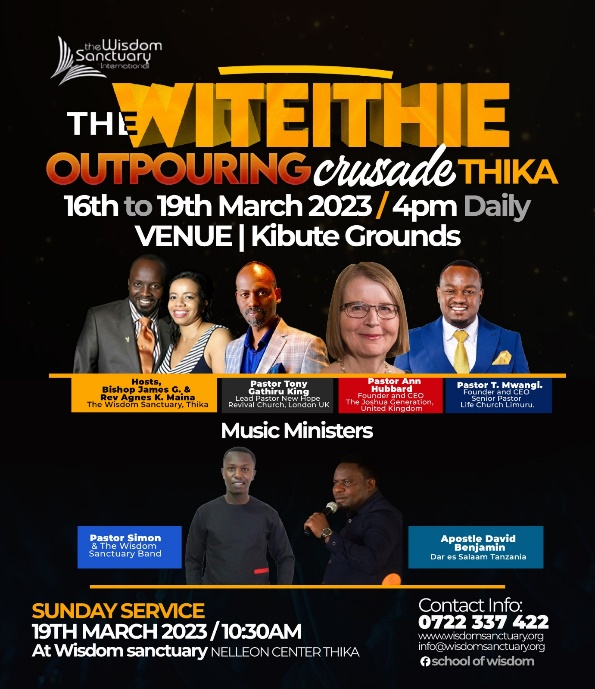 the Wisdom
Sanctuary
International
THE WITEITHIE
OUTPOURING crusade THIKA
16th to 19th March 2023 / 4pm Daily
VENUE | Kibute Grounds
Hosts,
Bishop James G. &
Rev Agnes K. Maina
The Wisdom Sanctuary, Thika
Pastor Tony
Gathiru King
Lead Pastor New Hope
Revival Church, London UK
Pastor Ann
Hubbard
Founder and CEO
The Joshua Generation,
United Kingdom
Pastor T. Mwangi.
Founder and CEO
Senior Pastor
Life Church Limuru.
Music Ministers
Pastor Simon
& The Wisdom
Sanctuary Band
Apostle David
Benjamin
Dar es Salaam Tanzania
SUNDAY SERVICE
19TH MARCH 2023 / 10:30AM
At Wisdom sanctuary NELLEON CENTER THIKA
Contact Info:
0722 337 422
www.wisdomsanctuary.org
info@wisdomsanctuary.org
school of wisdom